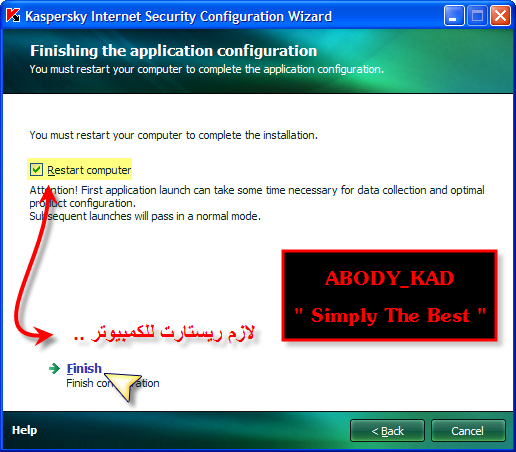 Kaspersky Internet Security Configuration Wizard
Finishing the application configuration
You must restart your computer to complete the application configuration.
You must restart your computer to complete the installation.
Restart computer
Attention! First application launch can take some time necessary for data collection and optimal
product configuration.
Subsequent launches will pass in a normal mode.
ABODY_KAD
" Simply The Best "
لازم ريستارت للكمبيوتر ..
Finish
Finish configuration
Help
< Back
Cancel